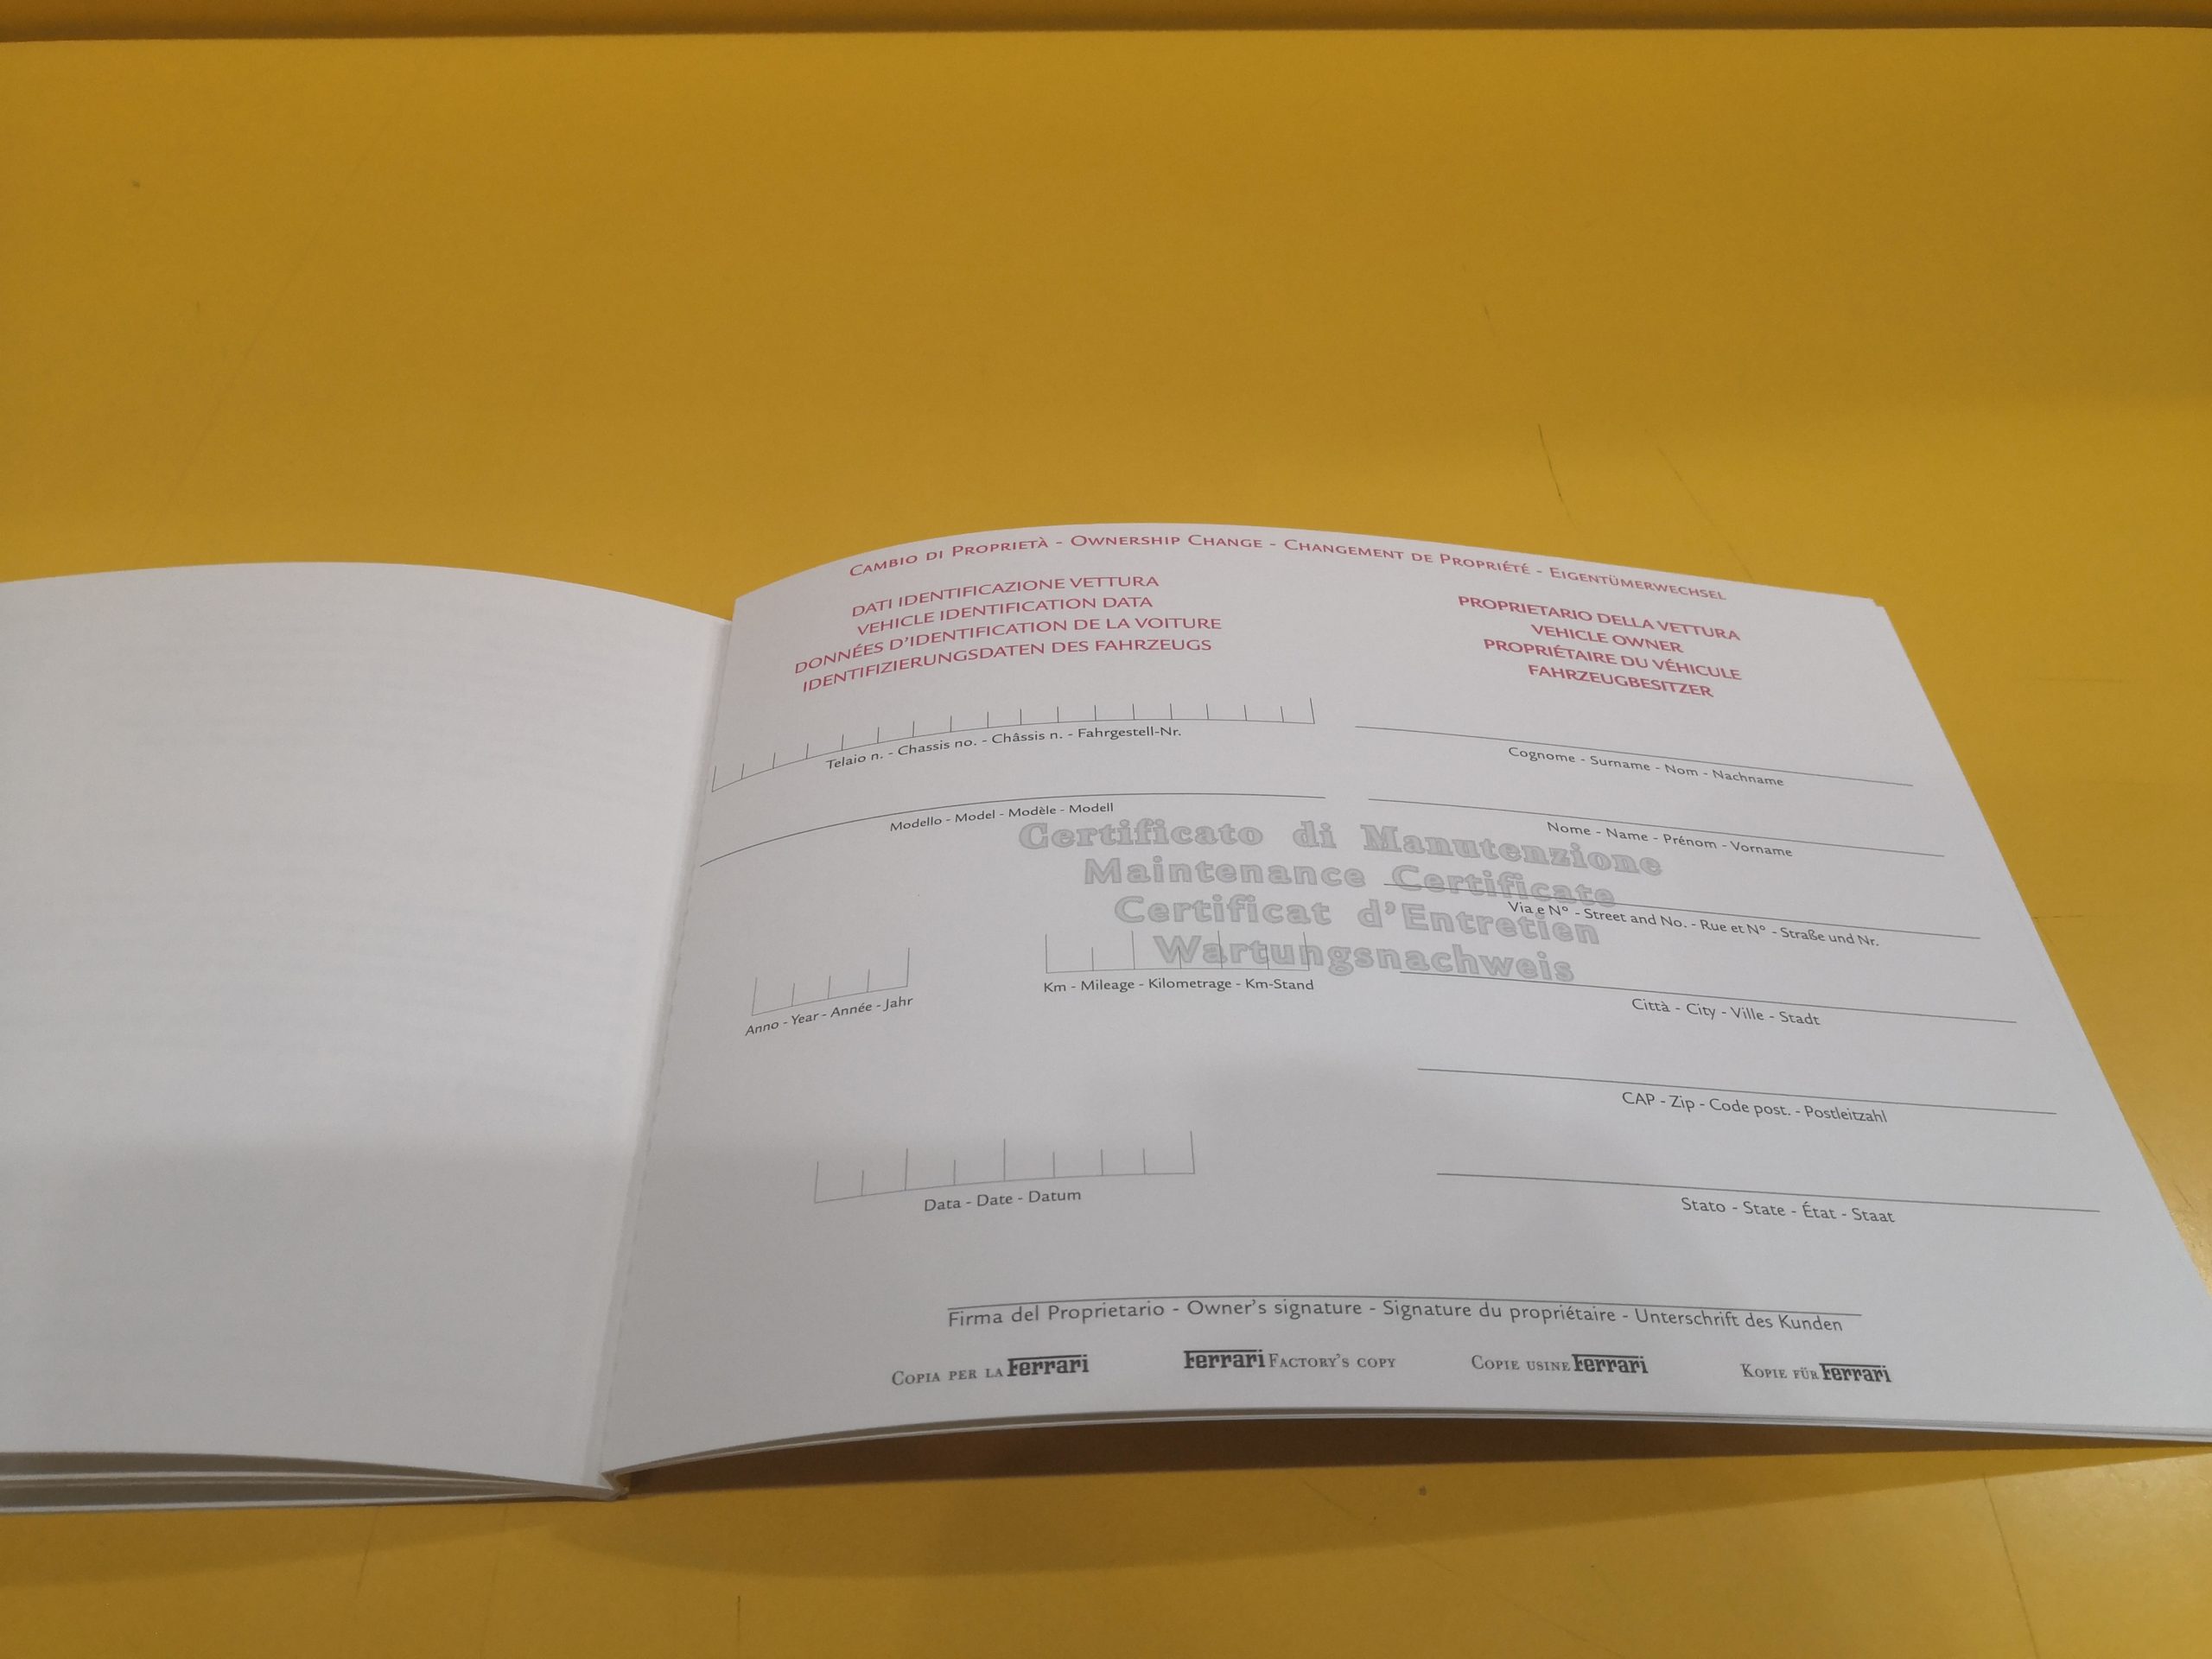 Cambio di Proprietà - Ownership Change - Changement de Propriété - Eigentümerwechsel
DATI IDENTIFICAZIONE VETTURA
VEHICLE IDENTIFICATION DATA
DONNÉES D'IDENTIFICATION DE LA VOITURE
IDENTIFIZIERUNGSDATEN DES FAHRZEUGS
PROPRIETARIO DELLA VETTURA
VEHICLE OWNER
PROPRIÉTAIRE DU VÉHICULE
FAHRZEUGBESITZER
Telaio n. - Chassis no. - Châssis n. - Fahrgestell-Nr.
Cognome - Surname - Nom - Nachname
Modello - Model - Modèle - Modell
Nome - Name - Prénom - Vorname
Certificato di Manutenzione
Maintenance Certificate
Certificat d'Entretien
Wartungsnachweis
Via e N° - Street and No. - Rue et N° - Straße und Nr.
Anno - Year - Année - Jahr
Km - Mileage - Kilometrage - Km-Stand
Città - City - Ville - Stadt
CAP - Zip - Code post. - Postleitzahl
Data - Date - Datum
Stato - State - État - Staat
Firma del Proprietario - Owner's signature - Signature du propriétaire - Unterschrift des Kunden
Copia per la Ferrari
Ferrari Factory's copy
Copie usine Ferrari
Kopie für Ferrari